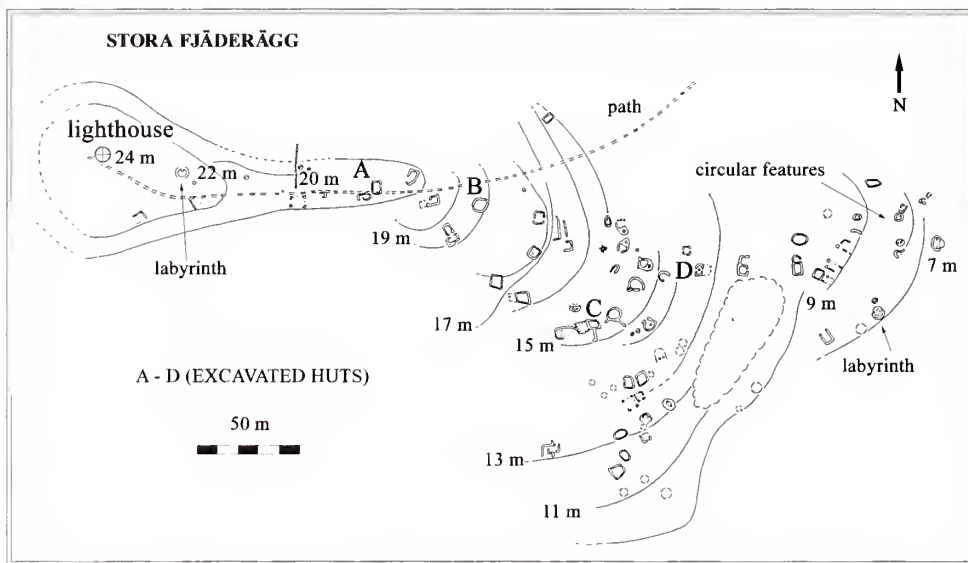 STORA FJÄDERÄGG
path
N
lighthouse
24 m
22 m
20 m
A
B
circular features
labyrinth
19 m
17 m
D
C
15 m
7 m
9 m
labyrinth
A - D (EXCAVATED HUTS)
50 m
13 m
11 m